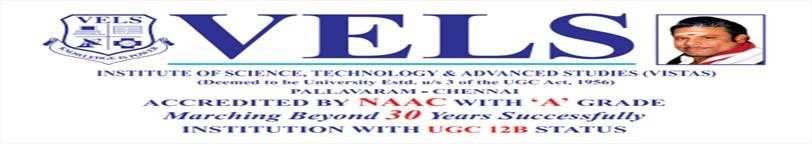 VELS
KNOWLEDGE IS POWER
VELS
INSTITUTE OF SCIENCE, TECHNOLOGY & ADVANCED STUDIES (VISTAS)
(Deemed to be University Estd. u/s 3 of the UGC Act, 1956)
PALLAVARAM - CHENNAI
ACCREDITED BY NAAC WITH ‘A’ GRADE
Marching Beyond 30 Years Successfully
INSTITUTION WITH UGC 12B STATUS